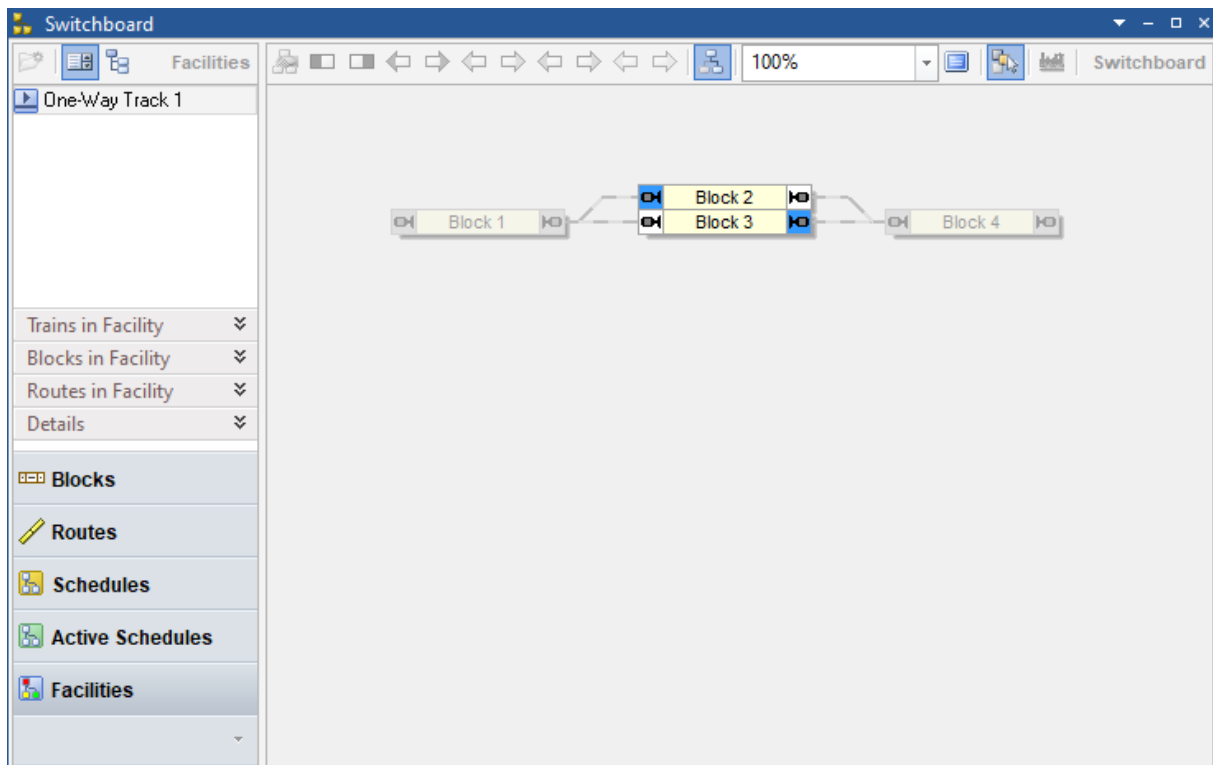 Switchboard
Facilities
100%
Switchboard
One-Way Track 1
Block 2
Block 1
Block 3
Block 4
Trains in Facility
Blocks in Facility
Routes in Facility
Details
Blocks
Routes
Schedules
Active Schedules
Facilities